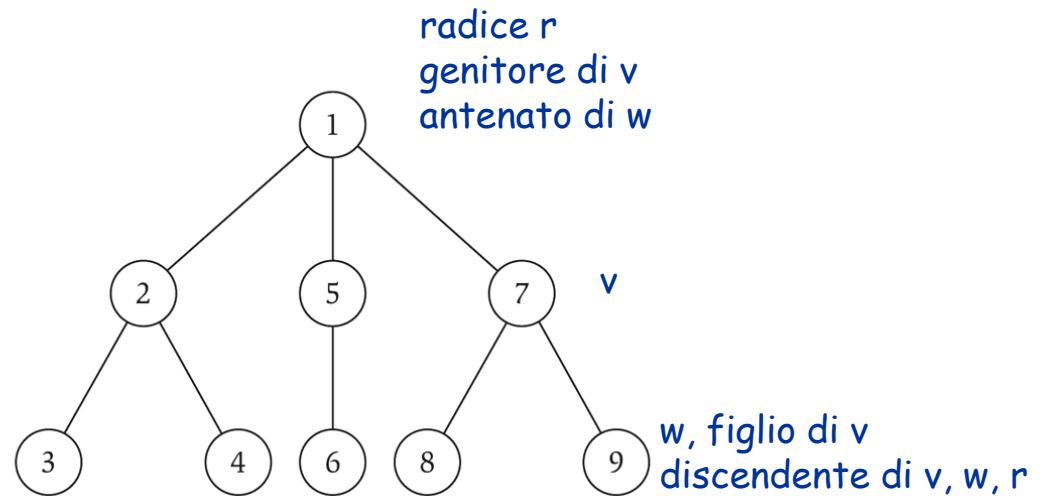 radice r
genitore di v
antenato di w
1
2
5
7
v
3
4
6
8
9
w, figlio di v
discendente di v, w, r